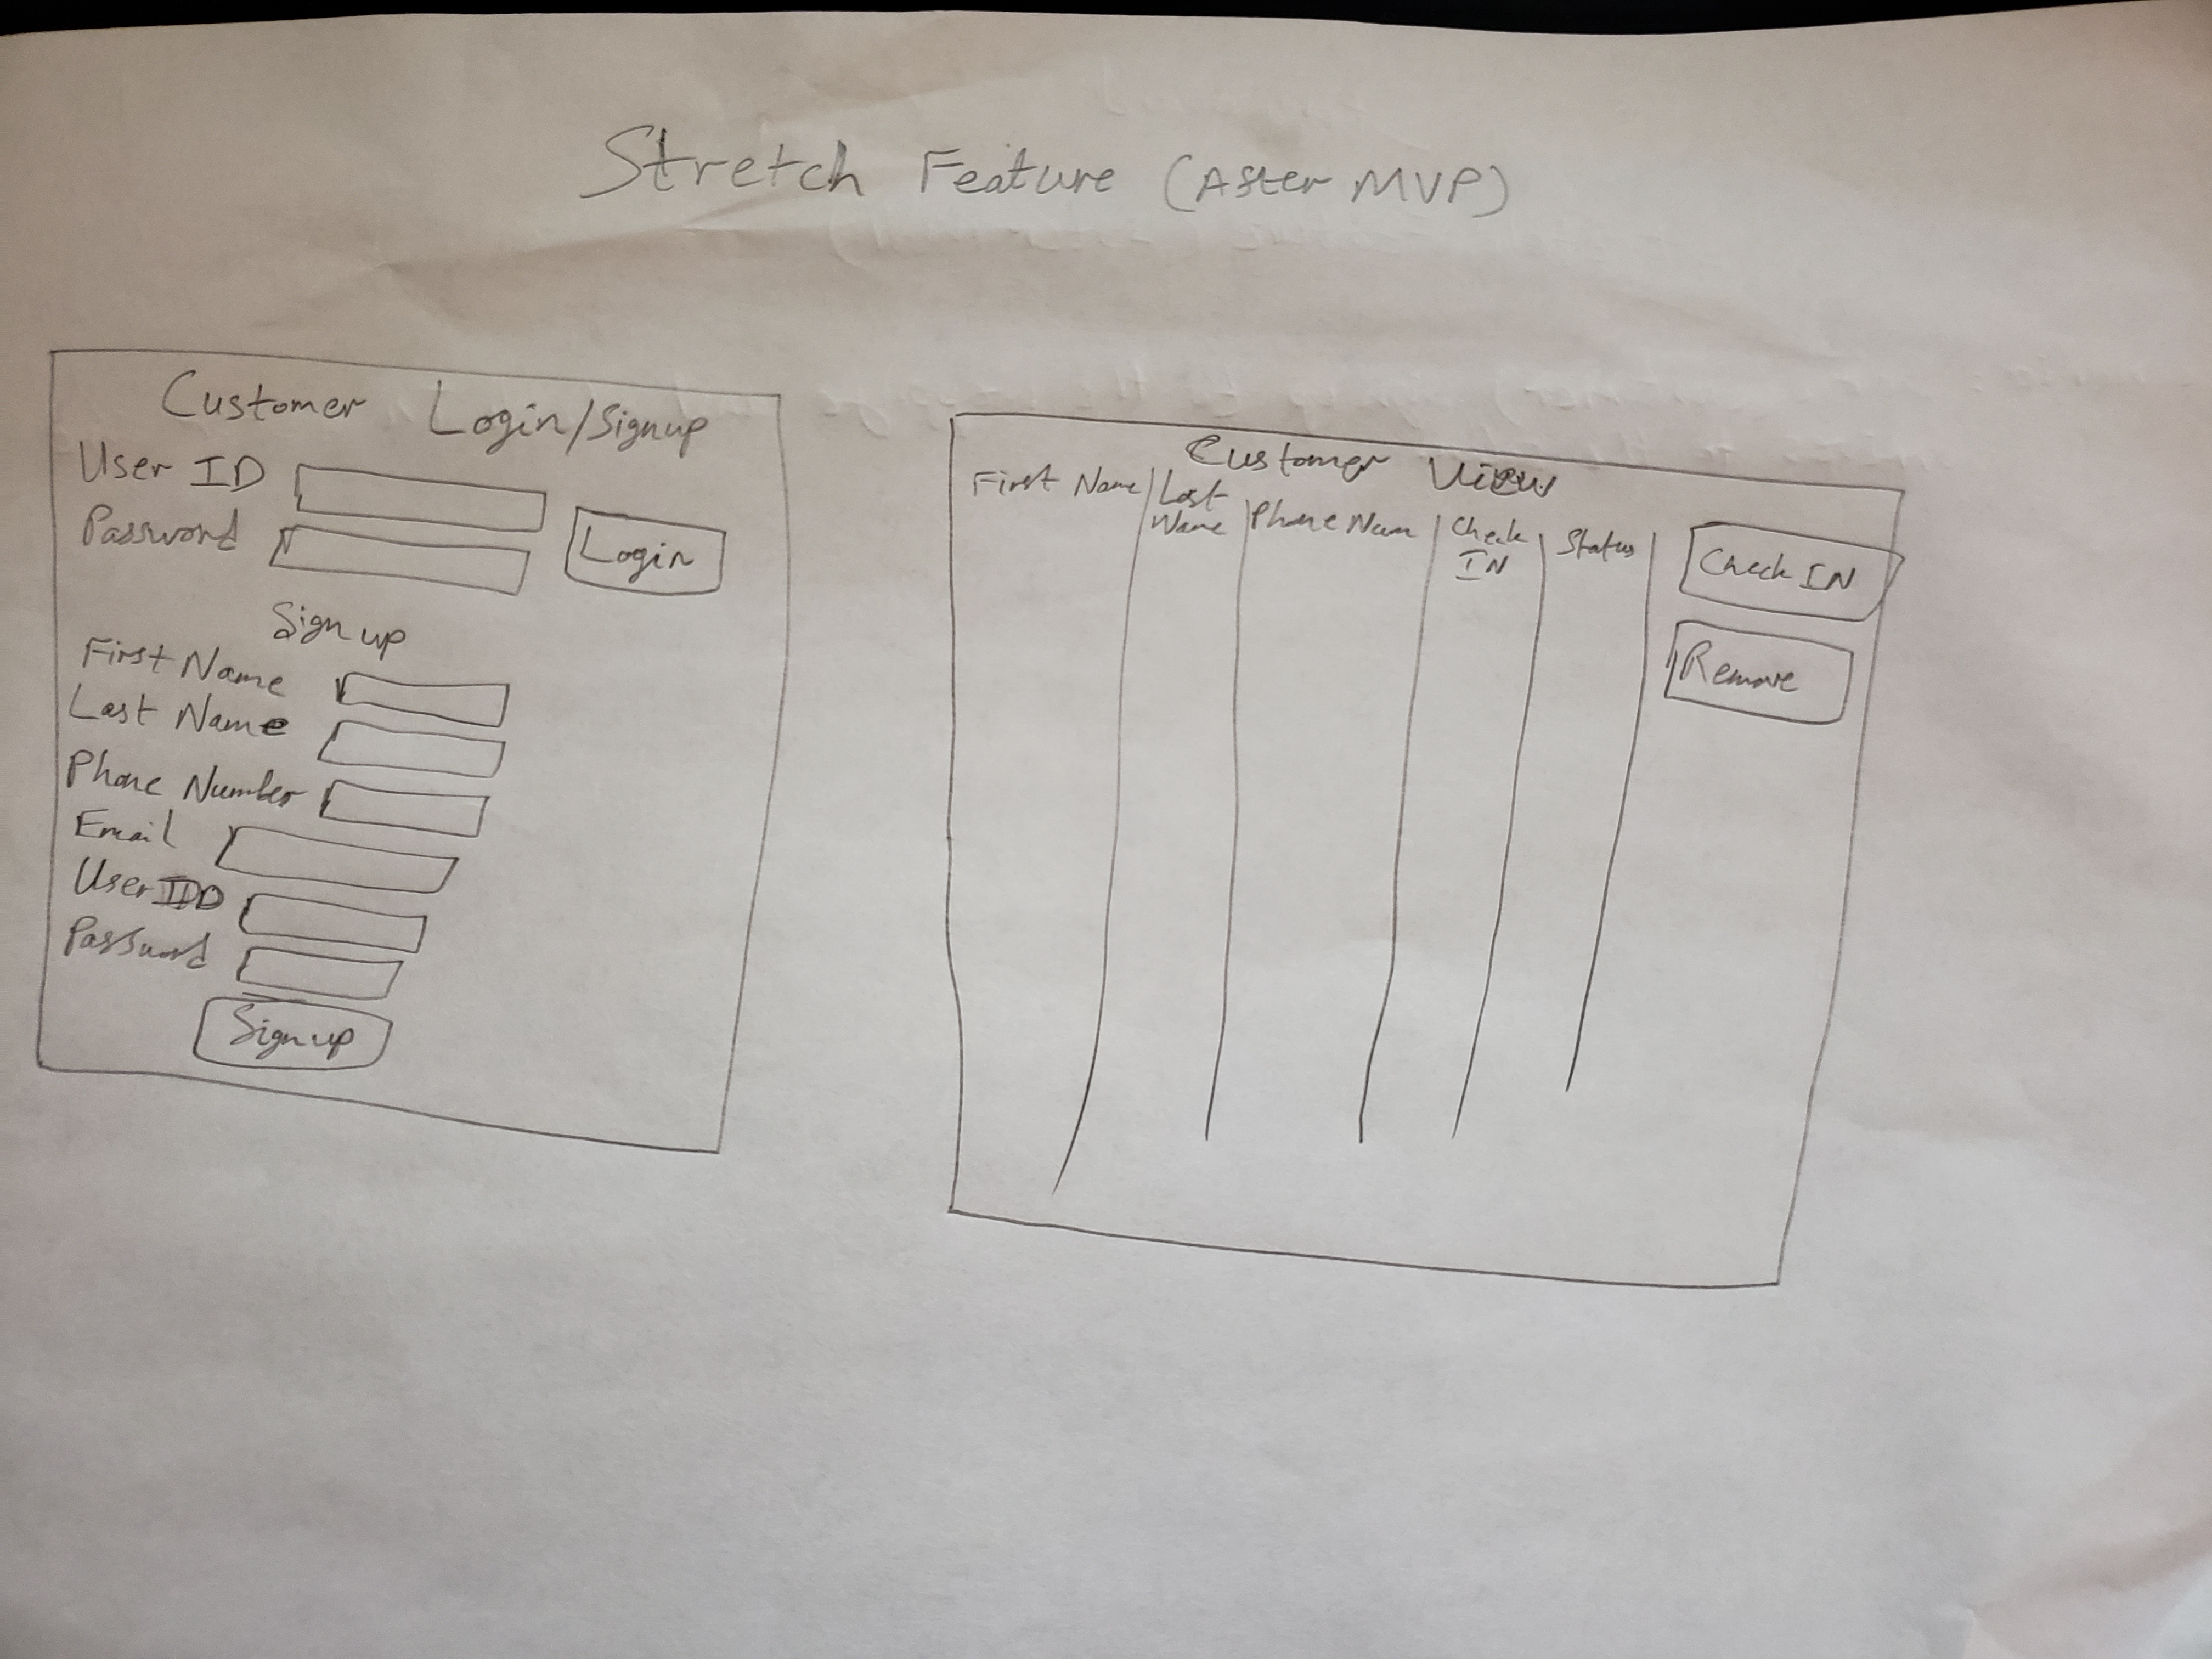 Stretch Feature (After MVP)
Customer Login/Signup
User ID
Password
Login
Sign up
First Name
Last Name
Phone Number
Email
User ID
Password
Sign up
Customer View
First Name | Last Name | Phone Num | Check IN | Status |
Check IN
Remove